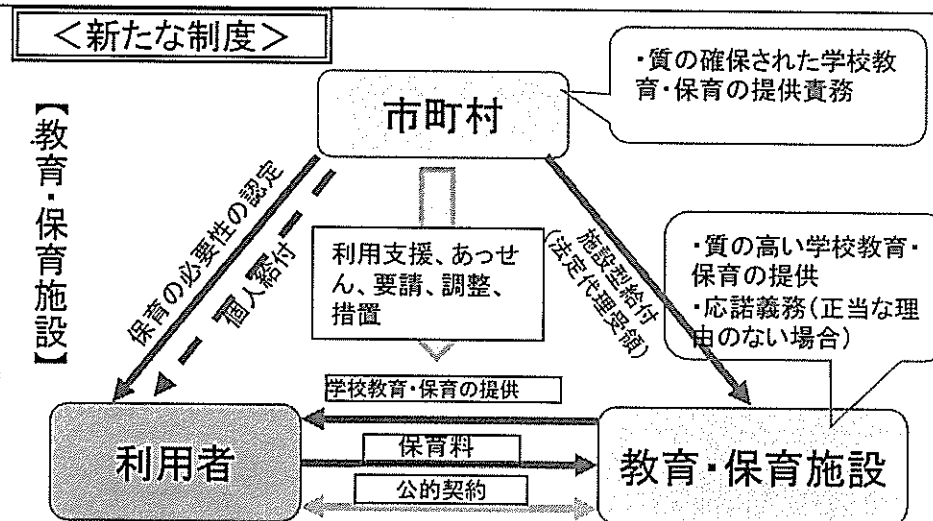 ＜新たな制度＞
【教育・保育施設】
市町村
・質の確保された学校教
育・保育の提供責務
保育の必要性の認定
個人給付
利用支援、あっせ
ん、要請、調整、
措置
施設型給付
(法定代理受領)
・質の高い学校教育・
保育の提供
・応諾義務(正当な理
由のない場合)
学校教育・保育の提供
利用者
保育料
公的契約
教育・保育施設